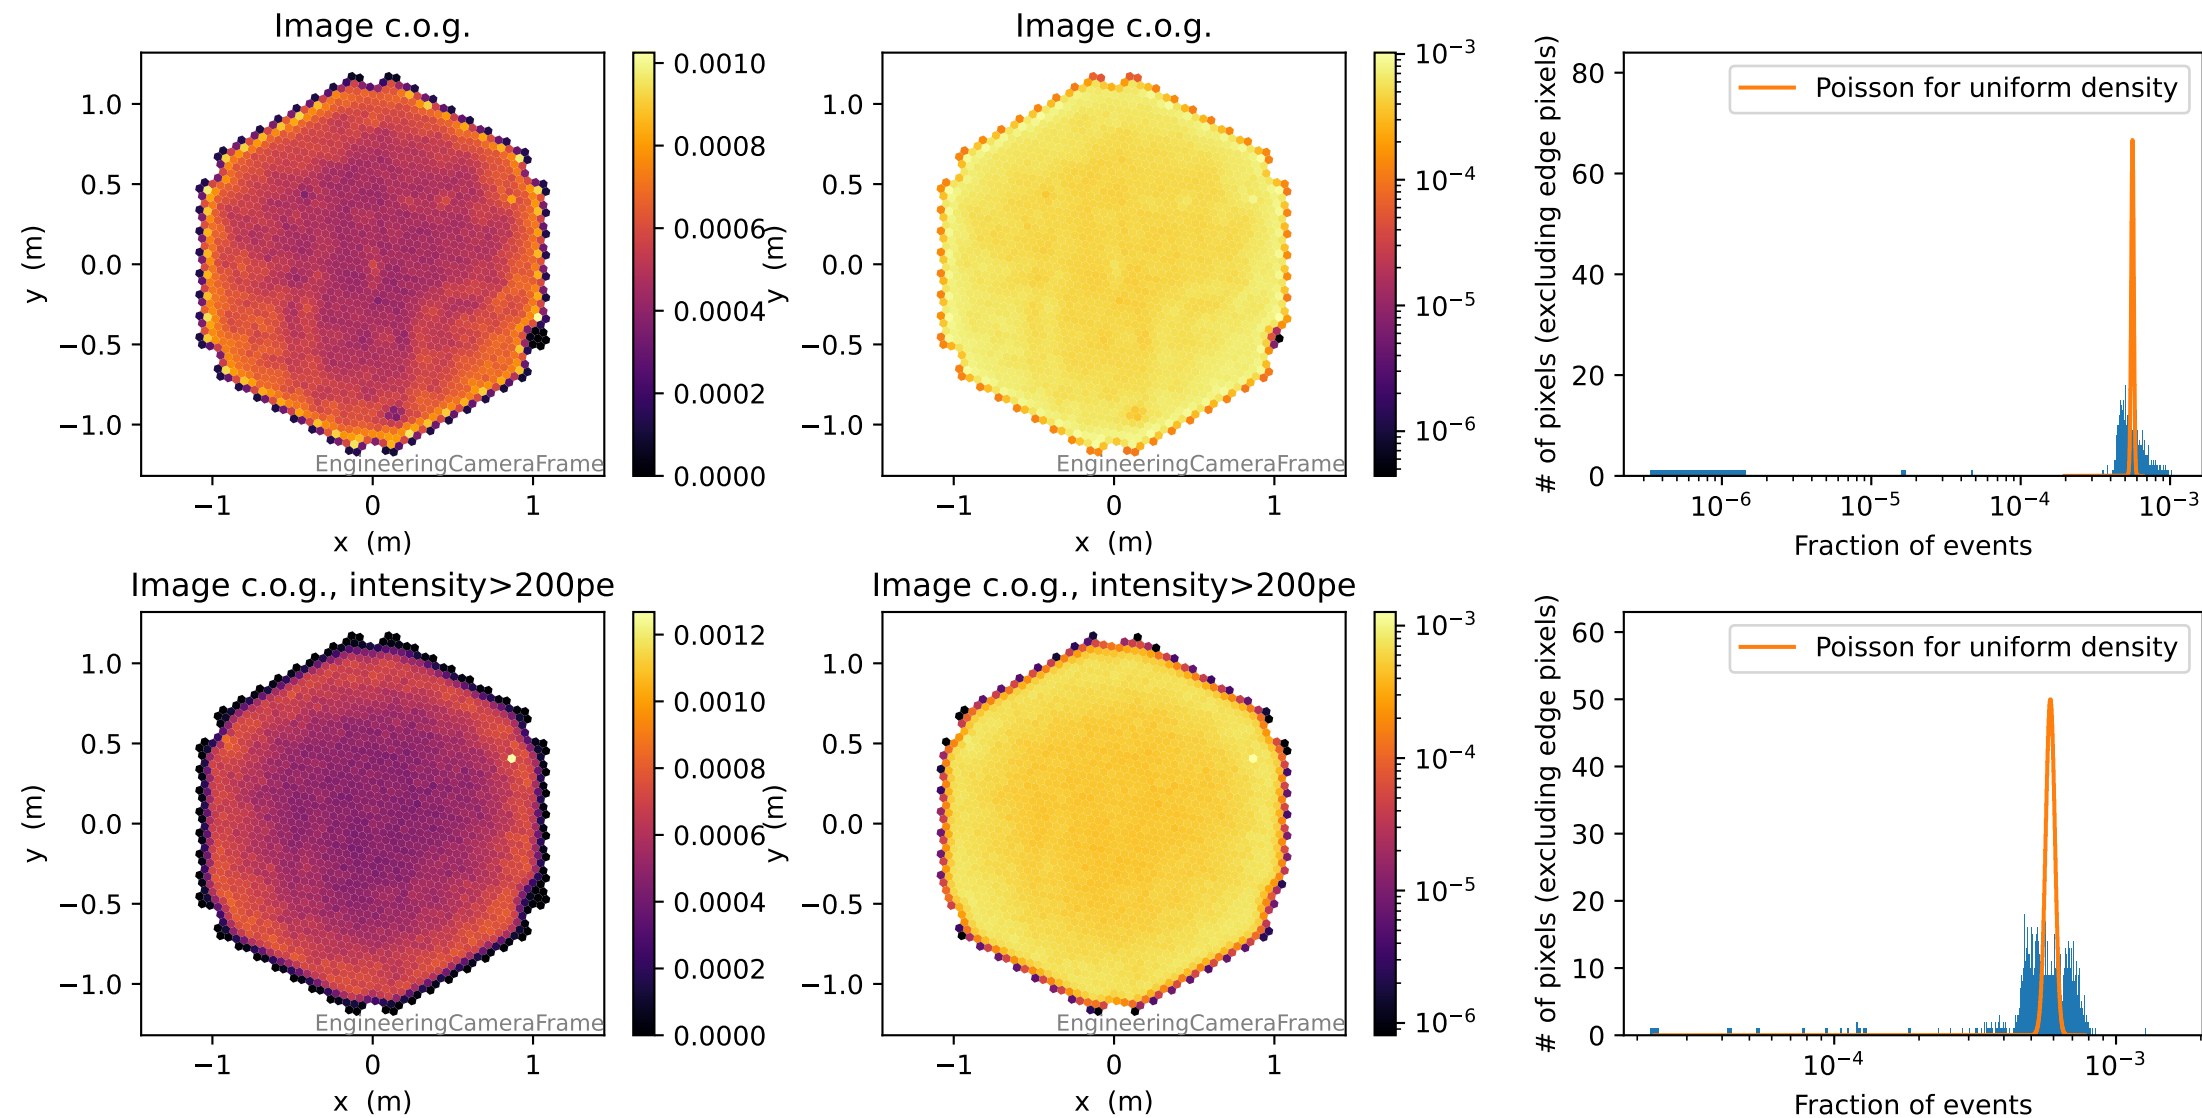 Image c.o.g.
y (m)
1.0
0.5
0.0
−0.5
−1.0
EngineeringCameraFrame
−1 0 1
x (m)
0.0010
0.0008
0.0006
0.0004
0.0002
0.0000
Image c.o.g.
y (m)
1.0
0.5
0.0
−0.5
−1.0
EngineeringCameraFrame
−1 0 1
x (m)
10⁻³
10⁻⁴
10⁻⁵
10⁻⁶
# of pixels (excluding edge pixels)
80
60
40
20
0
Poisson for uniform density
10⁻⁶ 10⁻⁵ 10⁻⁴ 10⁻³
Fraction of events
Image c.o.g., intensity>200pe
y (m)
1.0
0.5
0.0
−0.5
−1.0
EngineeringCameraFrame
−1 0 1
x (m)
0.0012
0.0010
0.0008
0.0006
0.0004
0.0002
0.0000
Image c.o.g., intensity>200pe
y (m)
1.0
0.5
0.0
−0.5
−1.0
EngineeringCameraFrame
−1 0 1
x (m)
10⁻³
10⁻⁴
10⁻⁵
10⁻⁶
# of pixels (excluding edge pixels)
60
50
40
30
20
10
0
Poisson for uniform density
10⁻⁴ 10⁻³
Fraction of events